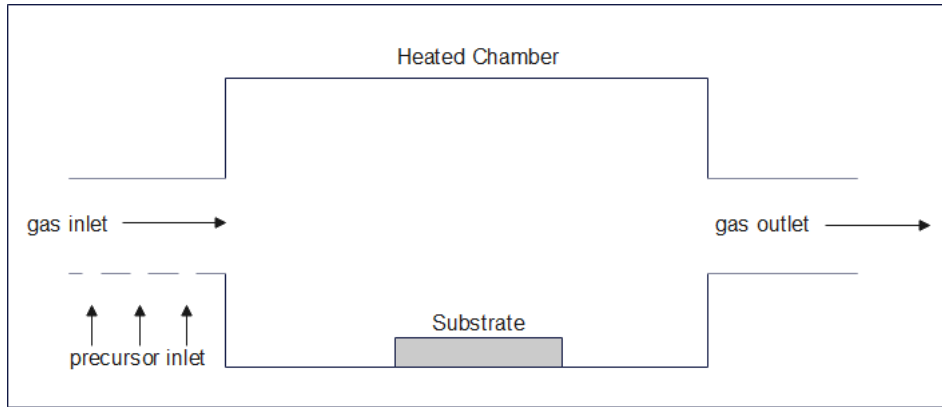 Heated Chamber
gas inlet
gas outlet
Substrate
precursor inlet